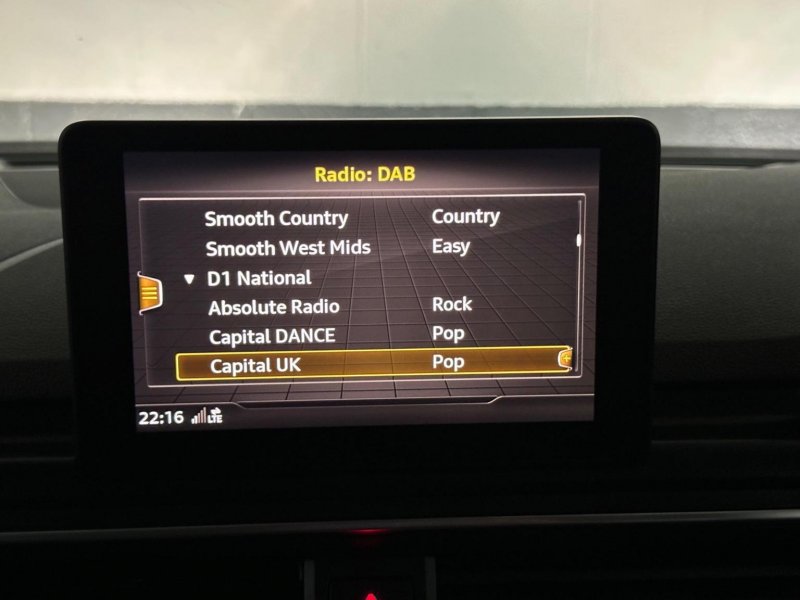 Radio: DAB
Smooth Country Country
Smooth West Mids Easy
D1 National
Absolute Radio Rock
Capital DANCE Pop
Capital UK Pop
22:16 LTE